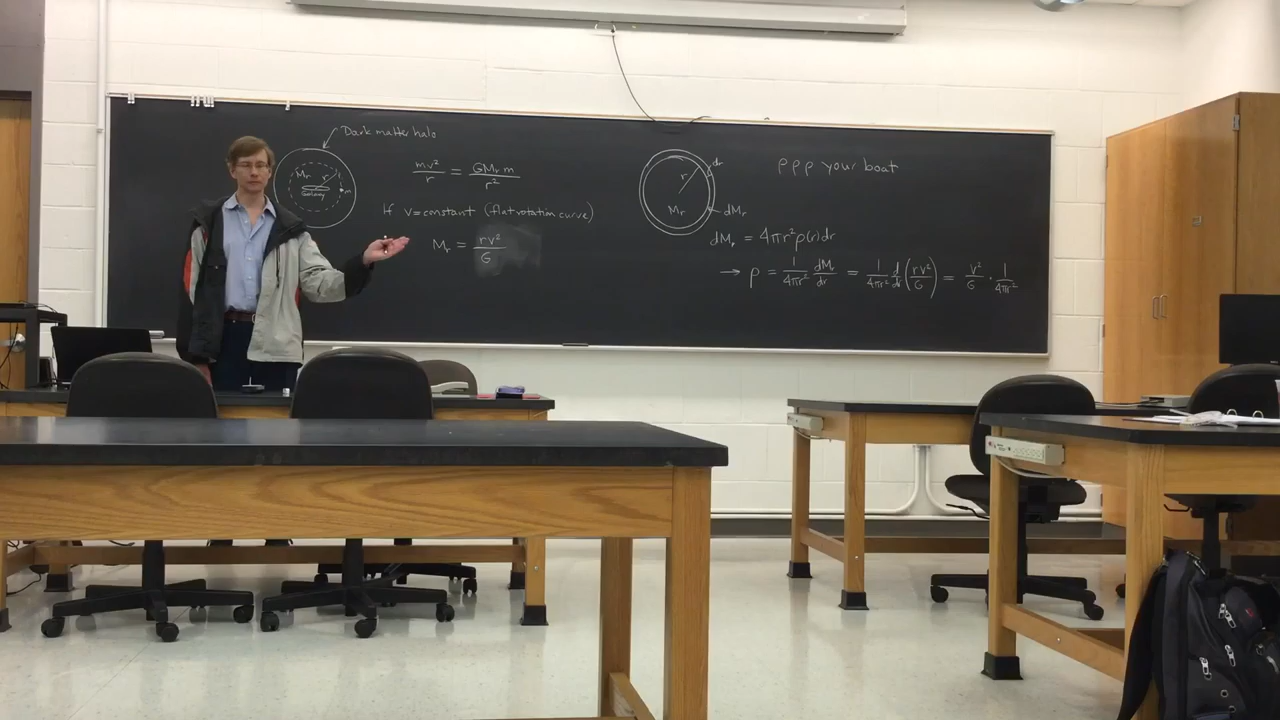 Dark matter halo
Mr r m
Galaxy
mv²/r = GMr m/r²
If v=constant (flat rotation curve)
Mr = rv²/G
dr
r
Mr
dMr
ρ ρ ρ your boat
dMr = 4πr²ρ(r)dr
→ ρ = 1/4πr² dMr/dr = 1/4πr² d/dr (rv²/G) = v²/G · 1/4πr²